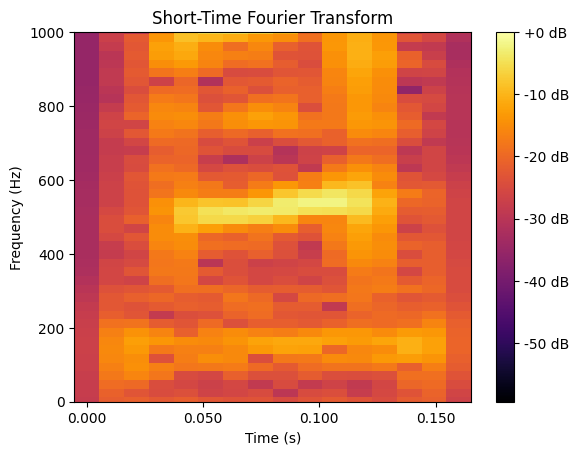 Short-Time Fourier Transform
1000
800
600
400
200
0
Frequency (Hz)
0.000
0.050
0.100
0.150
Time (s)
+0 dB
-10 dB
-20 dB
-30 dB
-40 dB
-50 dB